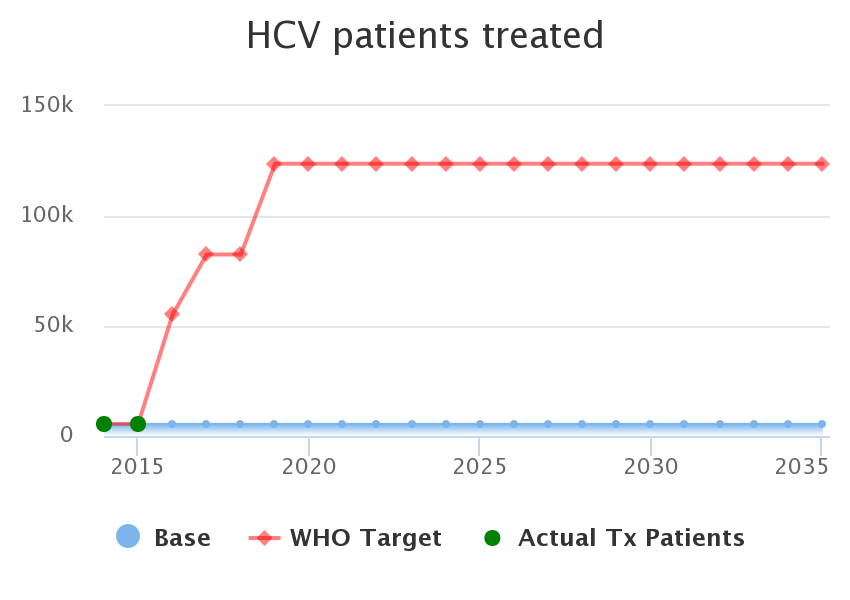 HCV patients treated
150k
100k
50k
0
2015 2020 2025 2030 2035
Base WHO Target Actual Tx Patients